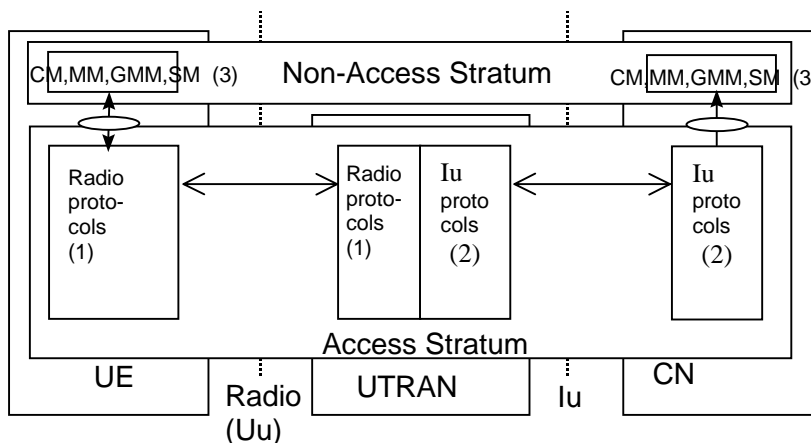 CM,MM,GMM,SM (3)
Non-Access Stratum
CM,MM,GMM,SM (3
Radio
proto-
cols
(1)
Radio
proto-
cols
(1)
Iu
proto
cols
(2)
Iu
proto
cols
(2)
Access Stratum
UE
Radio
(Uu)
UTRAN
Iu
CN